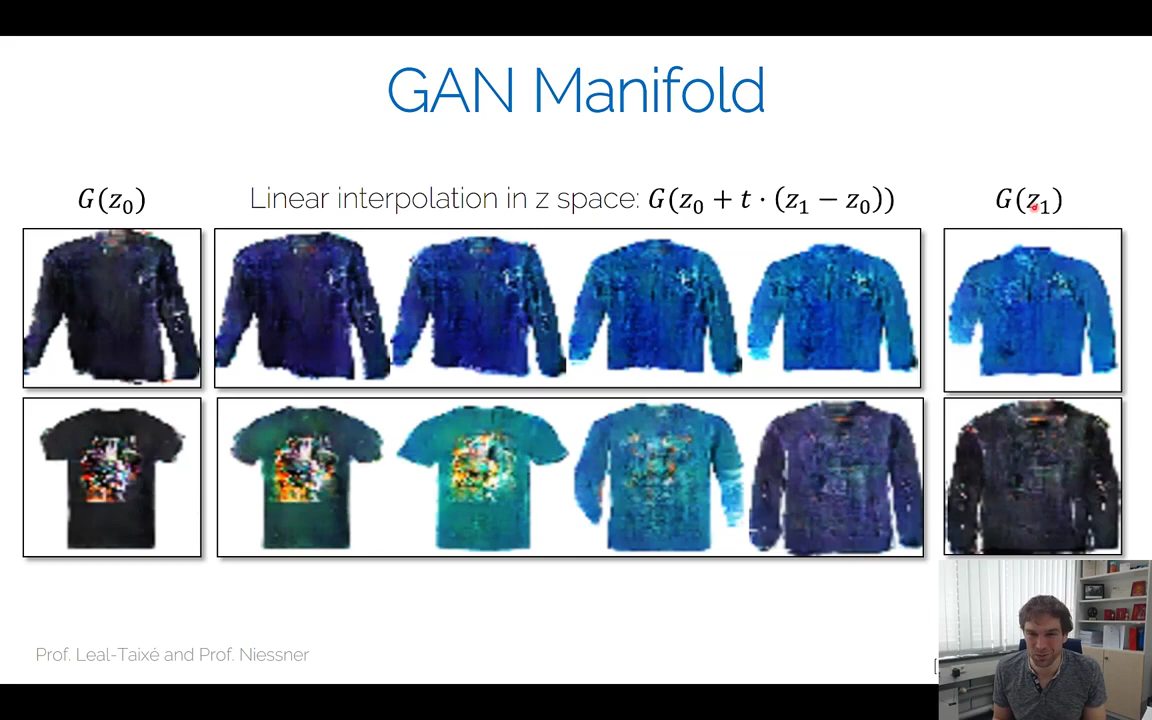 GAN Manifold
G(z₀) Linear interpolation in z space: G(z₀ + t · (z₁ − z₀)) G(z₁)
Prof. Leal-Taixé and Prof. Niessner
[